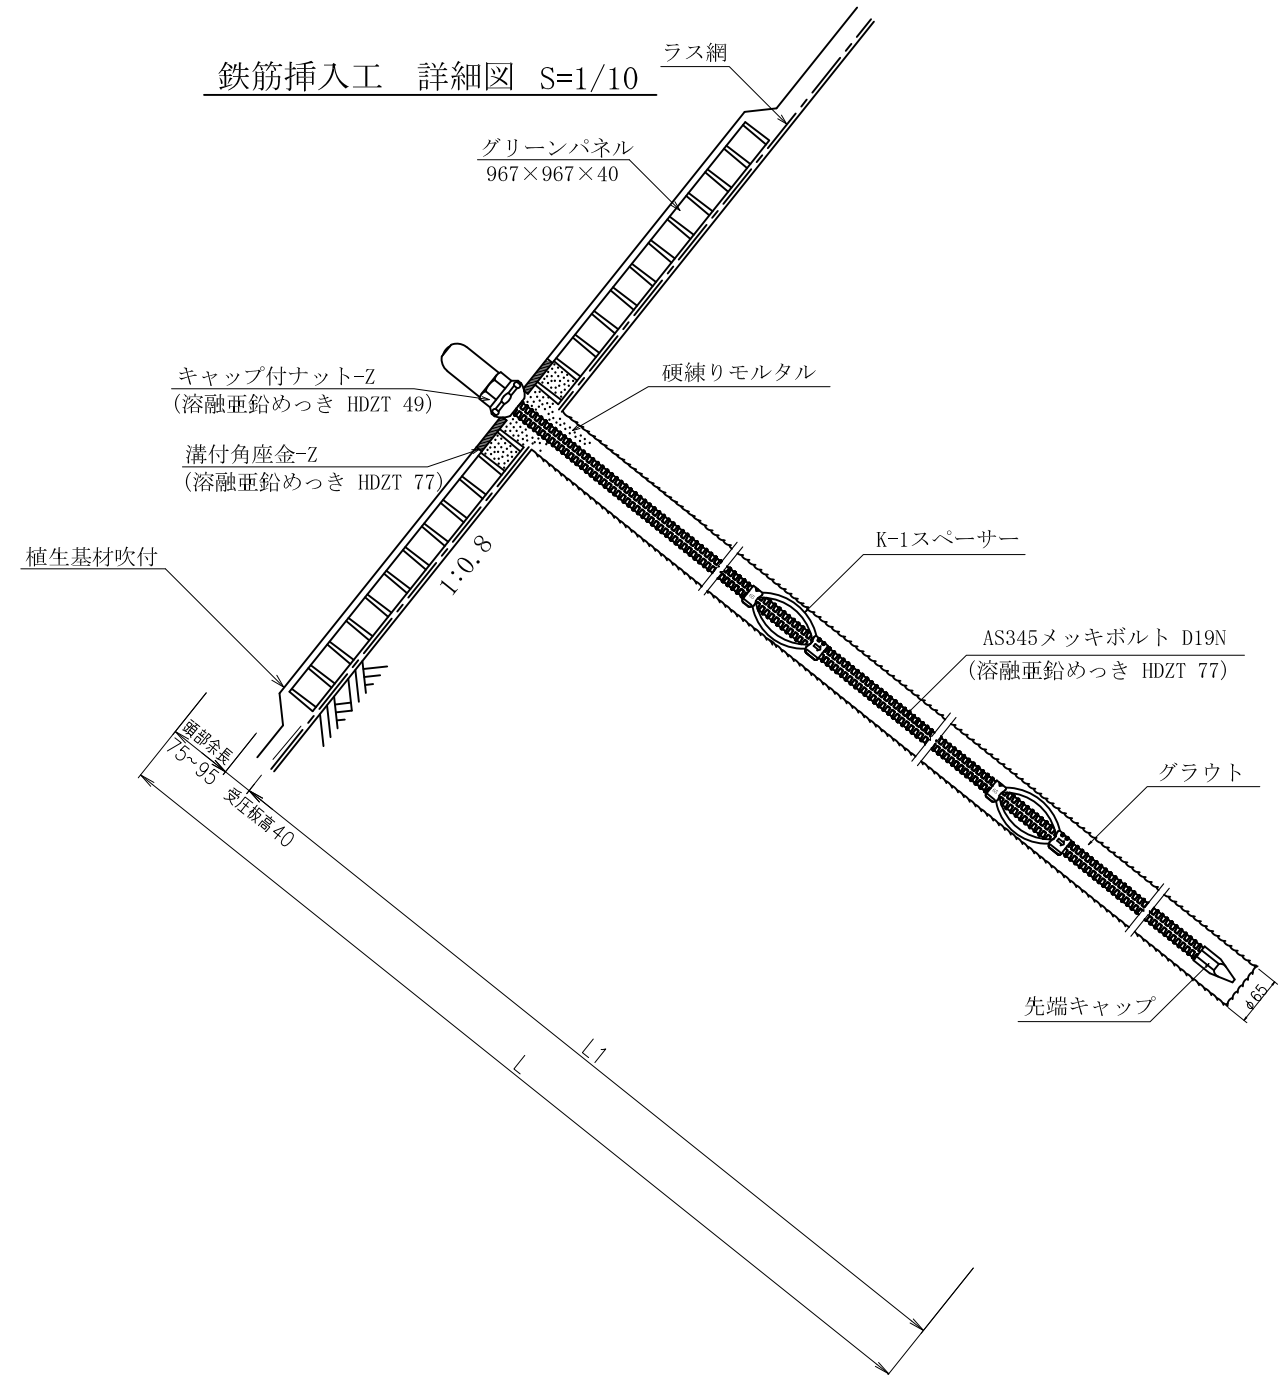 鉄筋挿入工　詳細図　S=1/10
ラス網
グリーンパネル
967×967×40
キャップ付ナット-Z
(溶融亜鉛めっき HDZT 49)
硬練りモルタル
溝付角座金-Z
(溶融亜鉛めっき HDZT 77)
植生基材吹付
1:0.8
K-1スペーサー
AS345メッキボルト D19N
(溶融亜鉛めっき HDZT 77)
頭部余長
75~95
受圧板高40
グラウト
先端キャップ
φ65
L1
L